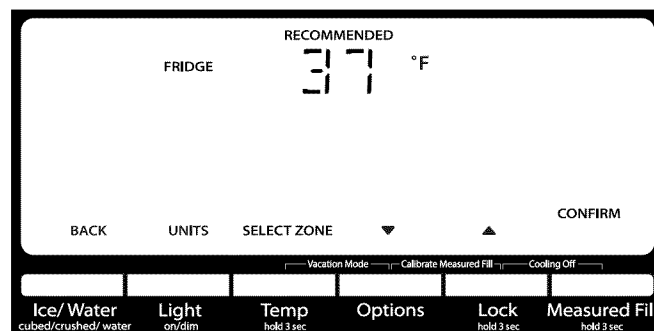 RECOMMENDED
FRIDGE 37 °F
CONFIRM
BACK UNITS SELECT ZONE ▼ ▲
Vacation Mode Calibrate Measured Fill Cooling Off
Ice/ Water Light Temp Options Lock Measured Fil
cubed/crushed/ water on/dim hold 3 sec hold 3 sec hold 3 sec